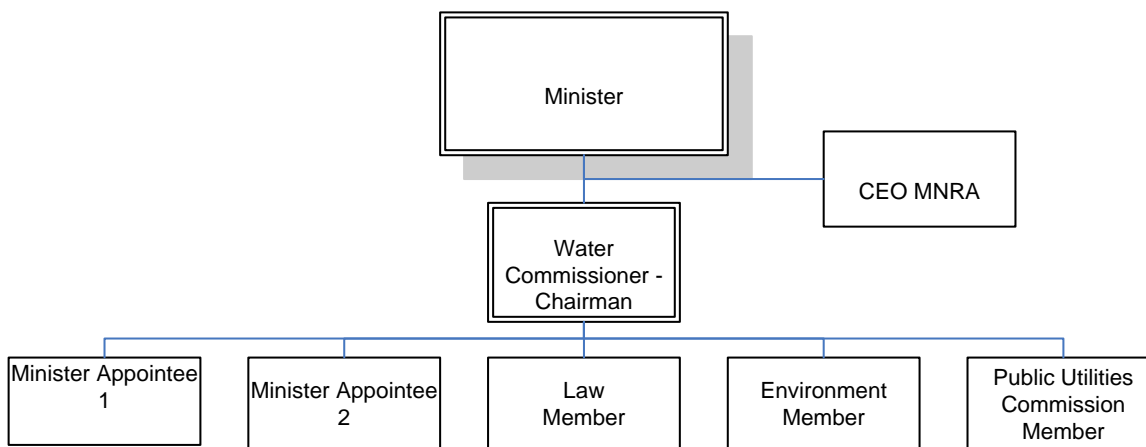 Minister
CEO MNRA
Water
Commissioner -
Chairman
Minister Appointee
1
Minister Appointee
2
Law
Member
Environment
Member
Public Utilities
Commission
Member